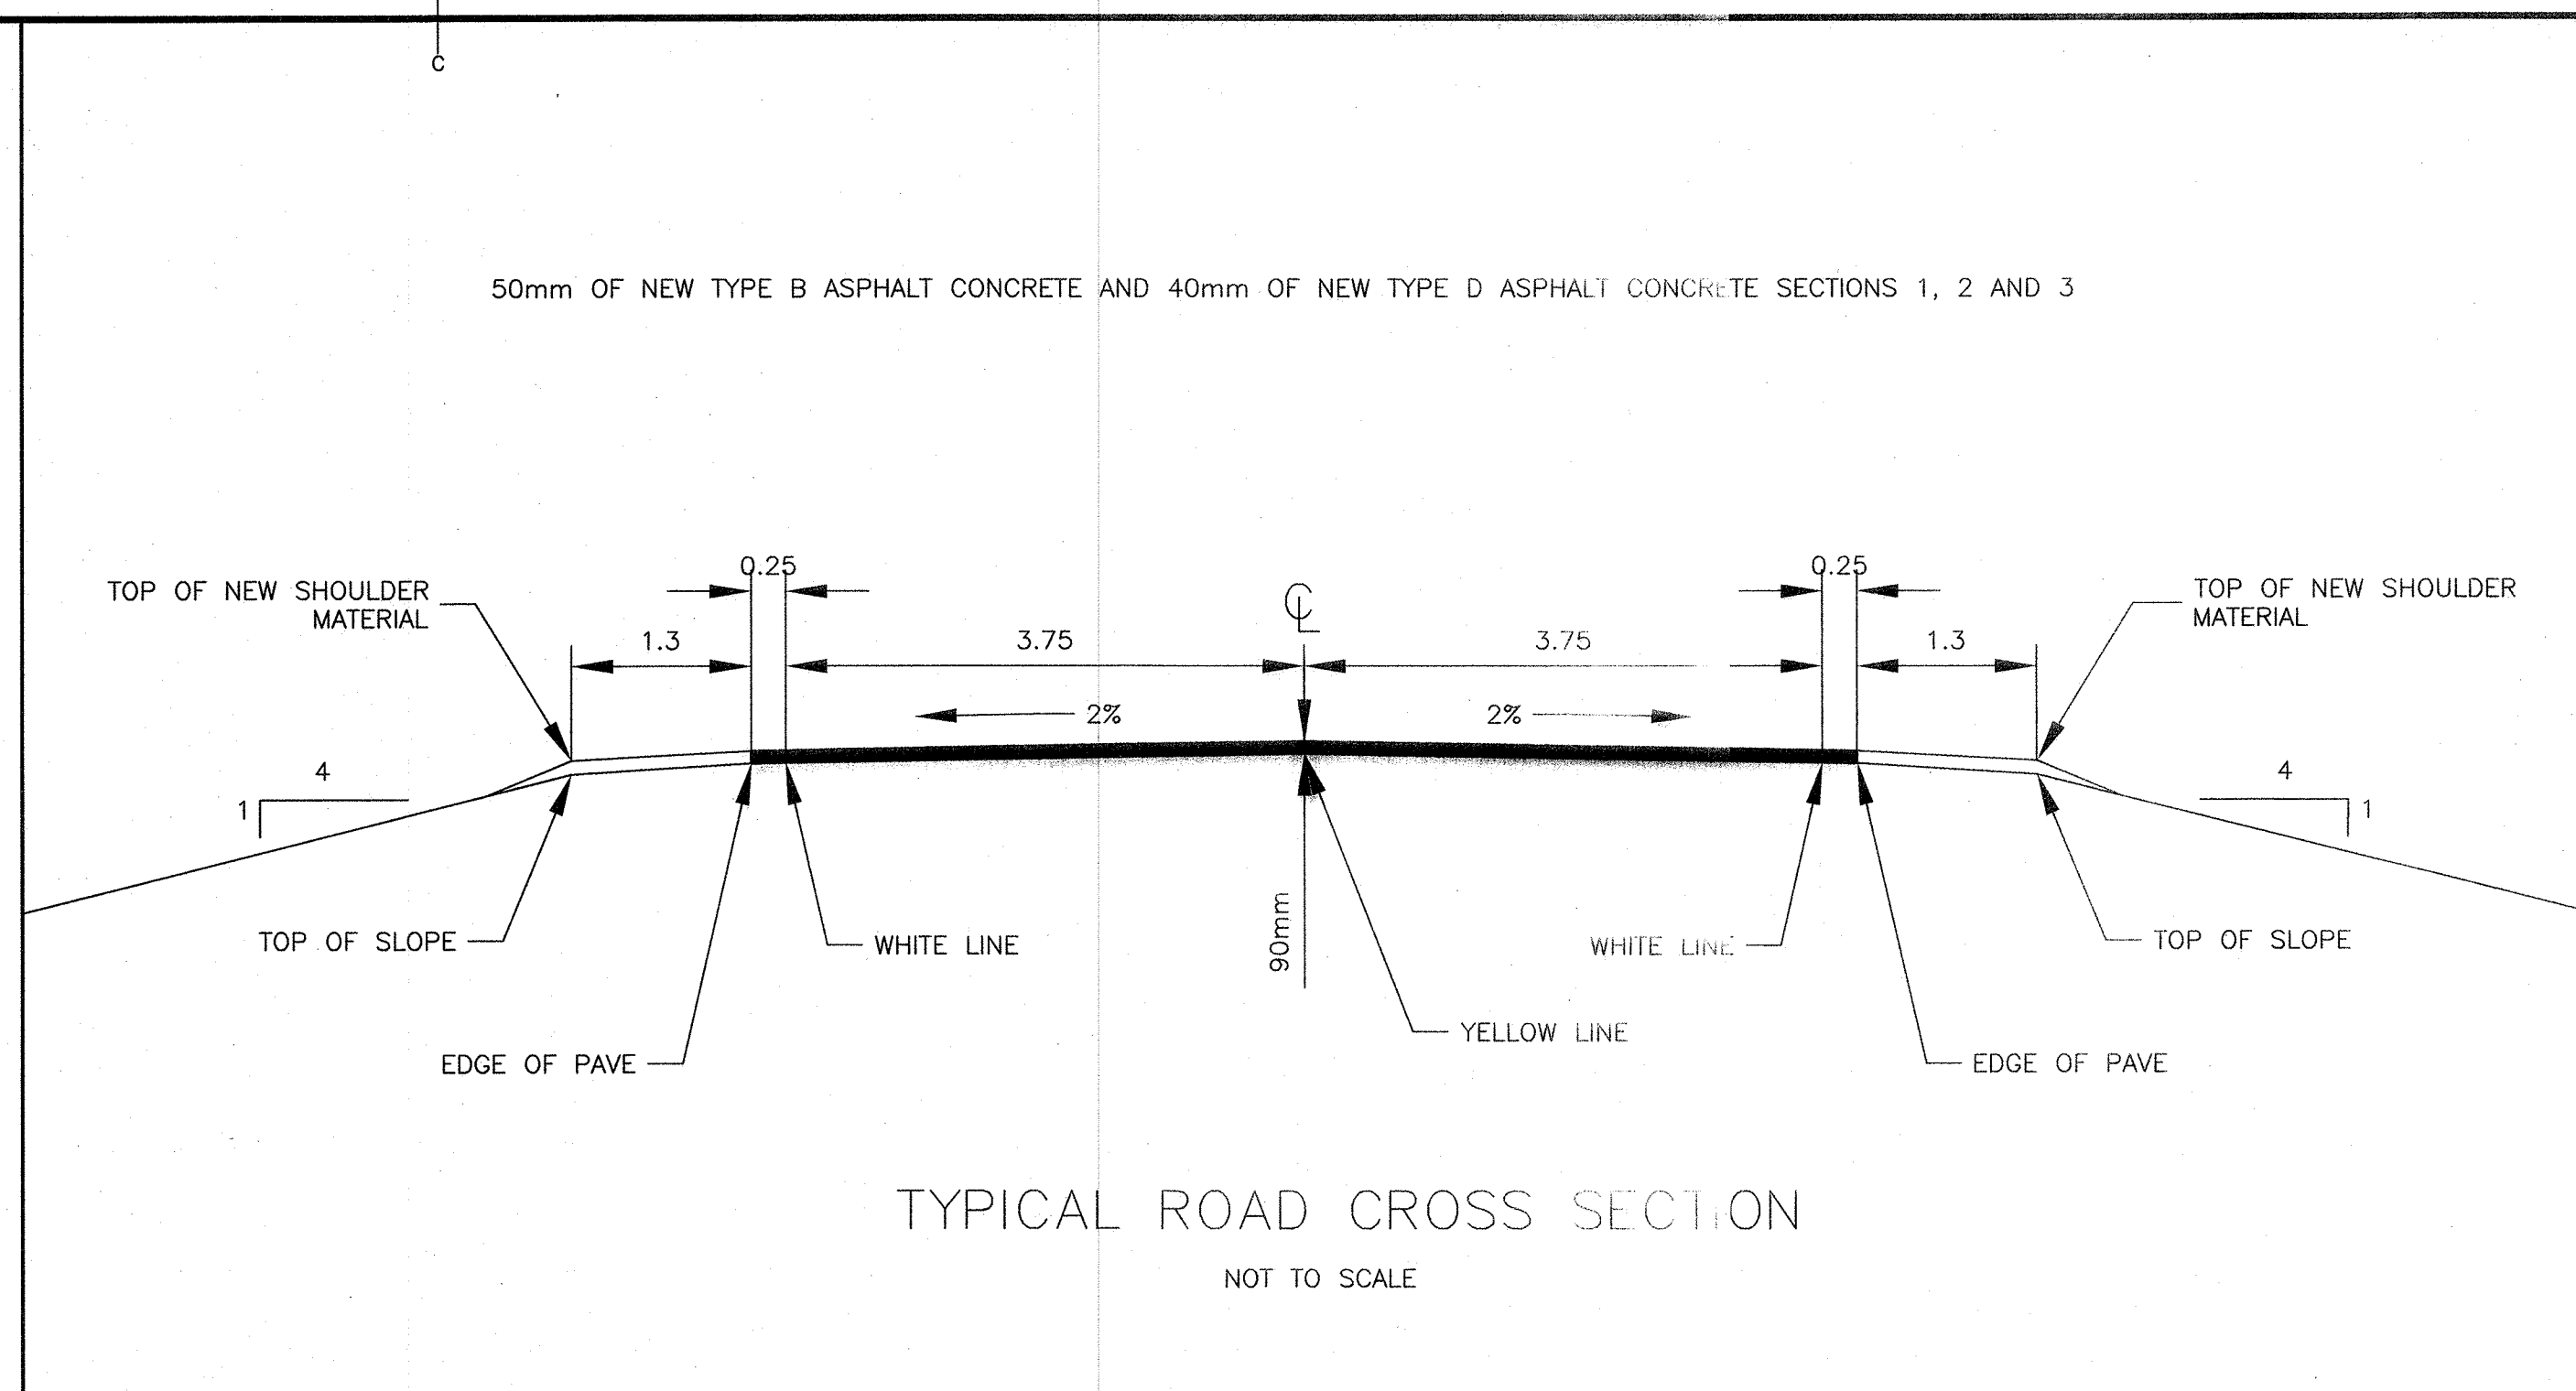 C
50mm OF NEW TYPE B ASPHALT CONCRETE AND 40mm OF NEW TYPE D ASPHALT CONCRETE SECTIONS 1, 2 AND 3
0.25
0.25
TOP OF NEW SHOULDER
MATERIAL
℄
TOP OF NEW SHOULDER
MATERIAL
1.3
3.75
3.75
1.3
2%
2%
4
1
4
1
TOP OF SLOPE
WHITE LINE
90mm
WHITE LINE
TOP OF SLOPE
YELLOW LINE
EDGE OF PAVE
EDGE OF PAVE
TYPICAL ROAD CROSS SECTION
NOT TO SCALE